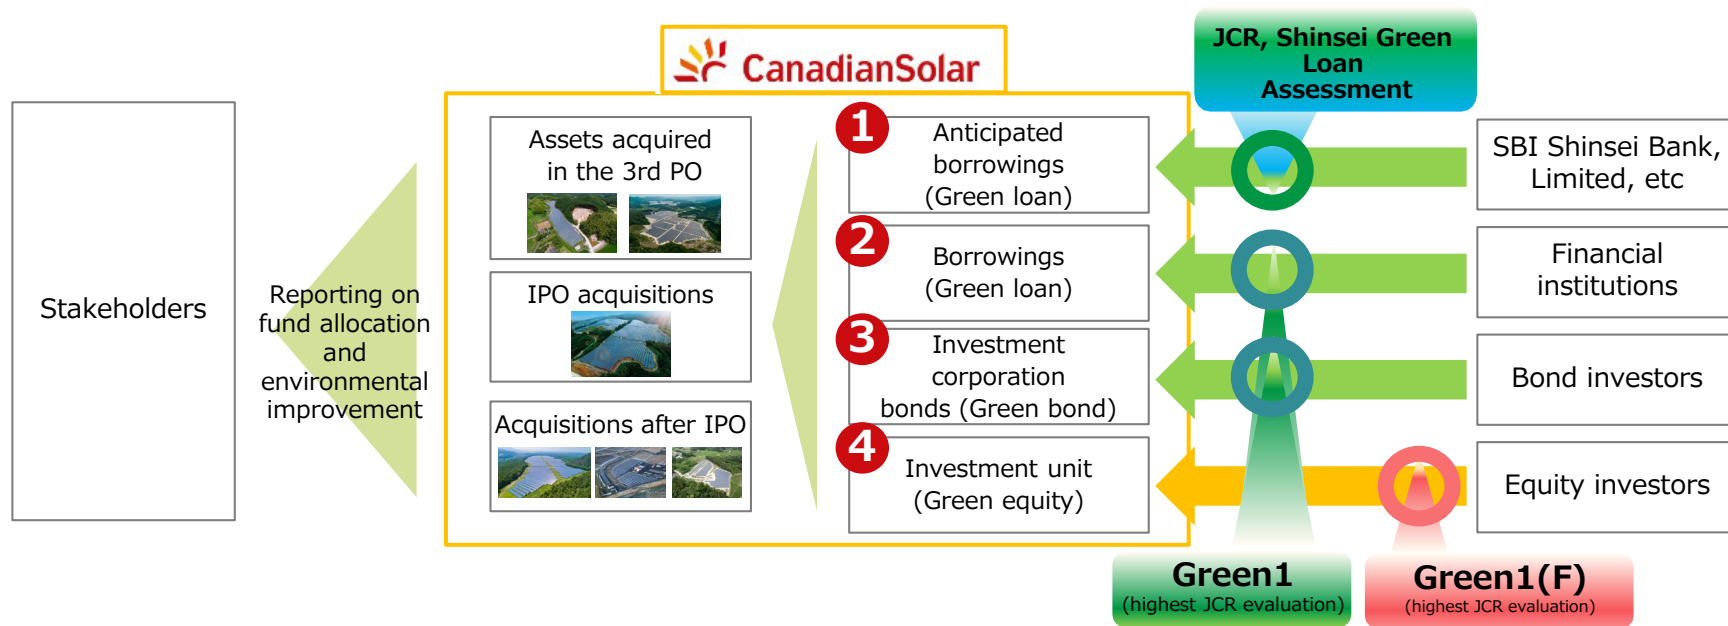 CanadianSolar
JCR, Shinsei Green
Loan
Assessment
Stakeholders
Reporting on
fund allocation
and
environmental
improvement
Assets acquired
in the 3rd PO
IPO acquisitions
Acquisitions after IPO
1
Anticipated
borrowings
(Green loan)
2
Borrowings
(Green loan)
3
Investment
corporation
bonds (Green bond)
4
Investment unit
(Green equity)
SBI Shinsei Bank,
Limited, etc
Financial
institutions
Bond investors
Equity investors
Green1
(highest JCR evaluation)
Green1(F)
(highest JCR evaluation)